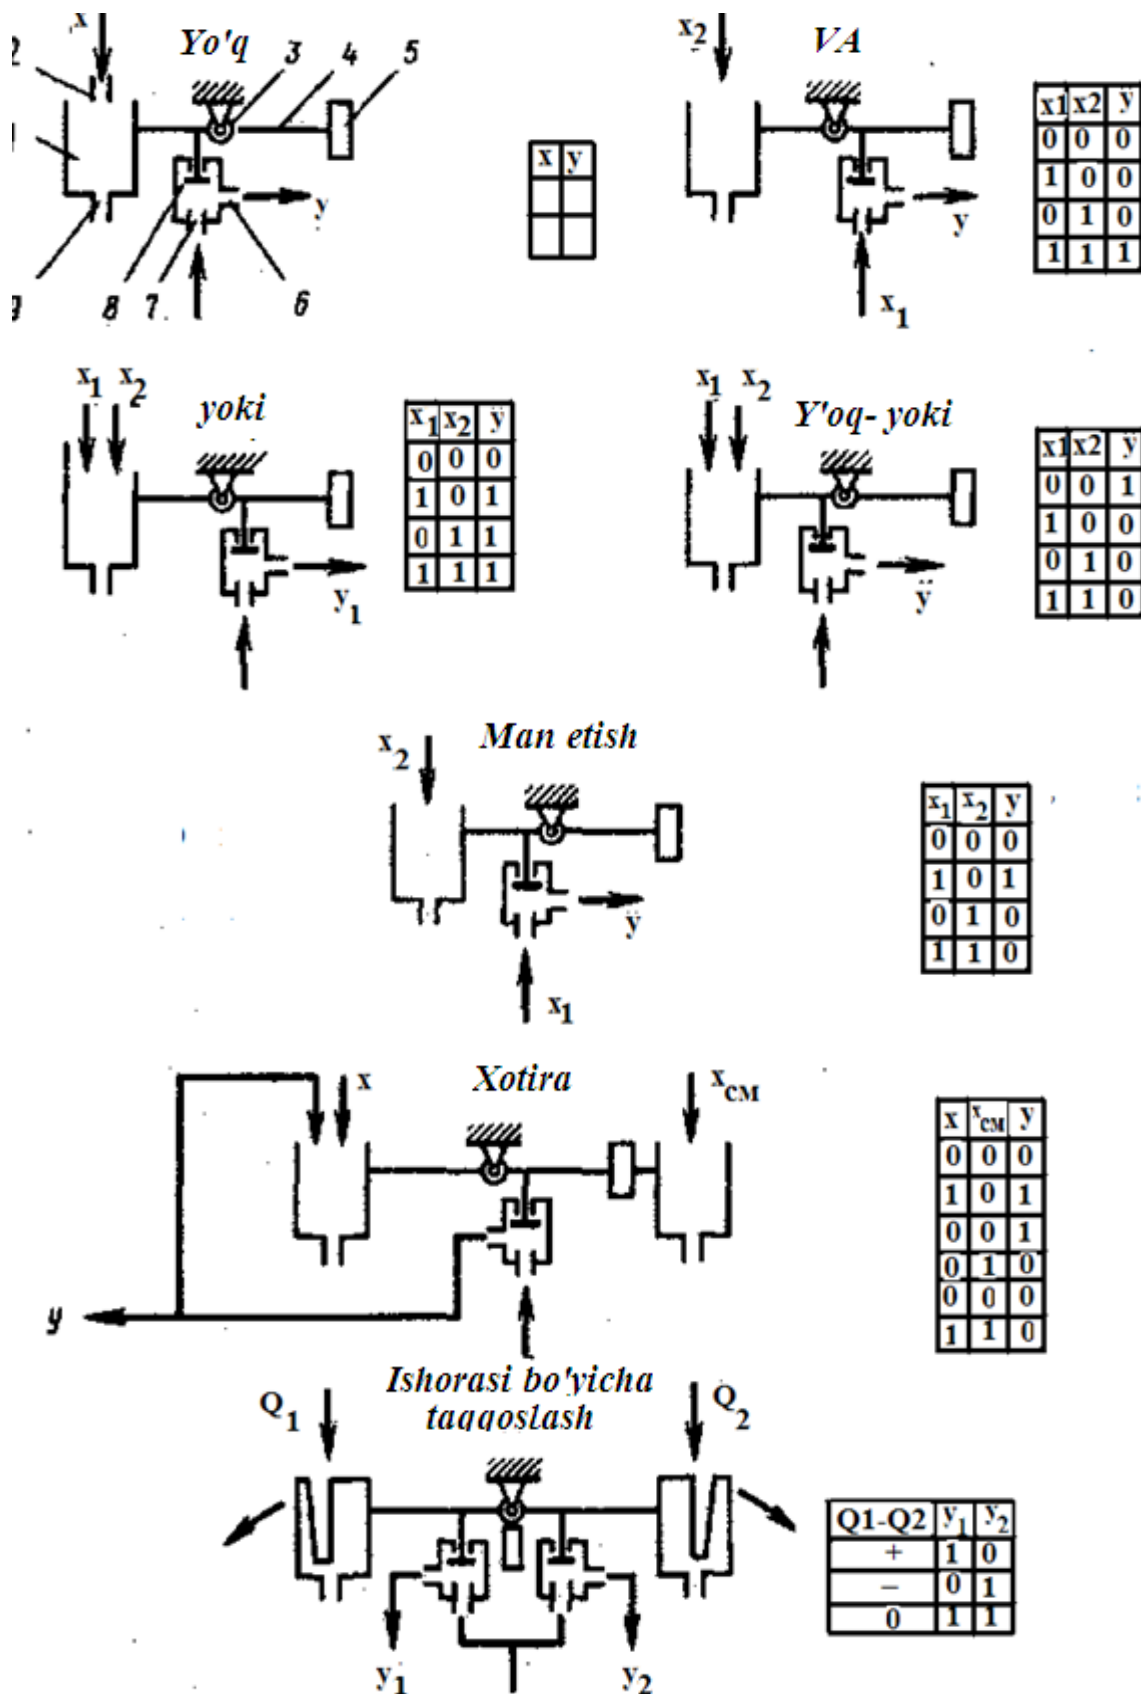 x Yo'q 3 4 5
2
1
9 8 7 6
y
x y
x2 VA
y
x1
x1 x2 ÿ
0 0 0
1 0 0
0 1 0
1 1 1
x1 x2 yoki
y1
x1 x2 ÿ
0 0 0
1 0 1
0 1 1
1 1 1
x1 x2 Y'oq- yoki
ÿ
x1 x2 ÿ
0 0 1
1 0 0
0 1 0
1 1 0
x2 Man etish
ÿ
x1
x1 x2 y
0 0 0
1 0 1
0 1 0
1 1 0
x Xotira xсм
y
x xсм y
0 0 0
1 0 1
0 0 1
0 1 0
0 0 0
1 1 0
Ishorasi bo'yicha
taqqoslash
Q1 Q2
y1 y2
Q1-Q2 y1 y2
+ 1 0
– 0 1
0 1 1